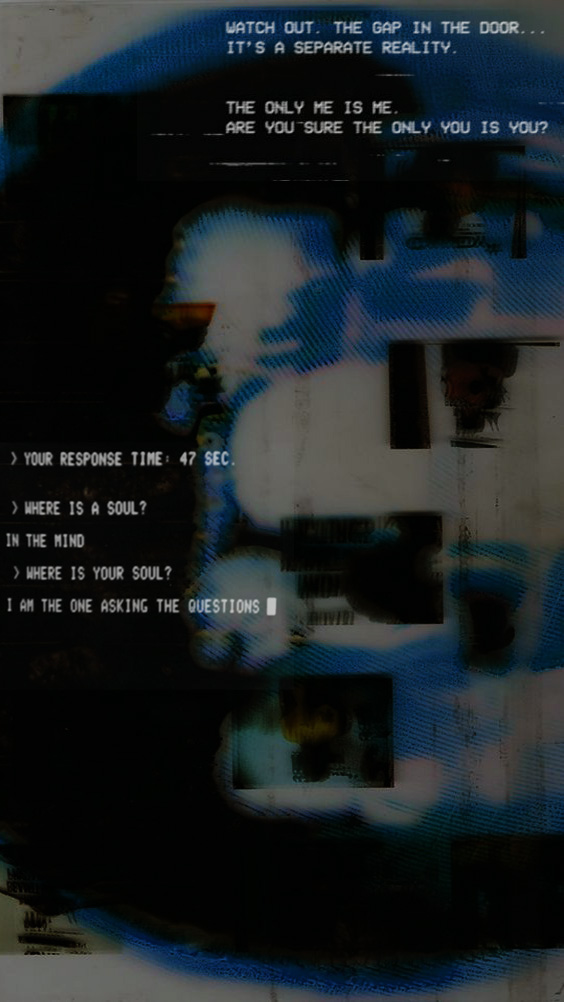 WATCH OUT. THE GAP IN THE DOOR...
IT'S A SEPARATE REALITY.
THE ONLY ME IS ME.
ARE YOU SURE THE ONLY YOU IS YOU?
> YOUR RESPONSE TIME: 47 SEC.
> WHERE IS A SOUL?
IN THE MIND
> WHERE IS YOUR SOUL?
I AM THE ONE ASKING THE QUESTIONS